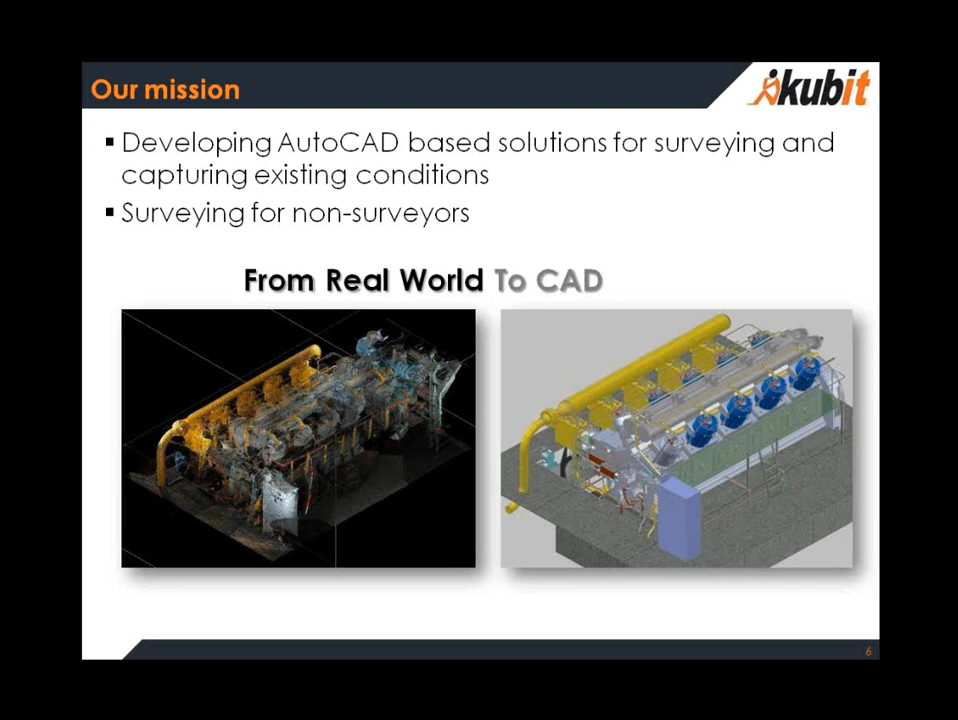 Our mission
kubit
▪ Developing AutoCAD based solutions for surveying and
capturing existing conditions
▪ Surveying for non-surveyors
From Real World To CAD
6